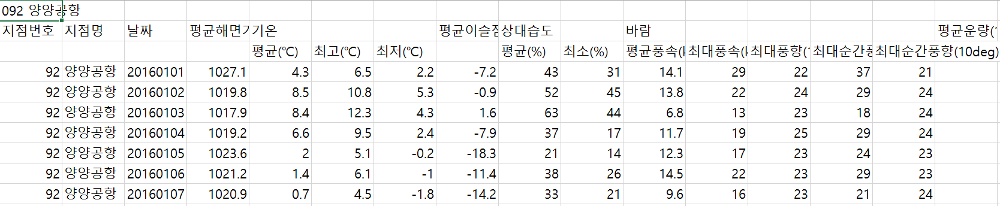 092 양양공항
지점번호 지점명 날짜 평균해면기 기온 평균이슬점 상대습도 바람 평균운량(1
평균(℃) 최고(℃) 최저(℃) 평균(%) 최소(%) 평균풍속(k 최대풍속(k 최대풍향(1 최대순간풍 최대순간풍향(10deg)
92 양양공항 20160101 1027.1 4.3 6.5 2.2 -7.2 43 31 14.1 29 22 37 21
92 양양공항 20160102 1019.8 8.5 10.8 5.3 -0.9 52 45 13.8 22 24 29 24
92 양양공항 20160103 1017.9 8.4 12.3 4.3 1.6 63 44 6.8 13 23 18 24
92 양양공항 20160104 1019.2 6.6 9.5 2.4 -7.9 37 17 11.7 19 25 29 24
92 양양공항 20160105 1023.6 2 5.1 -0.2 -18.3 21 14 12.3 17 23 24 23
92 양양공항 20160106 1021.2 1.4 6.1 -1 -11.4 38 26 14.5 22 23 29 23
92 양양공항 20160107 1020.9 0.7 4.5 -1.8 -14.2 33 21 9.6 16 23 21 24